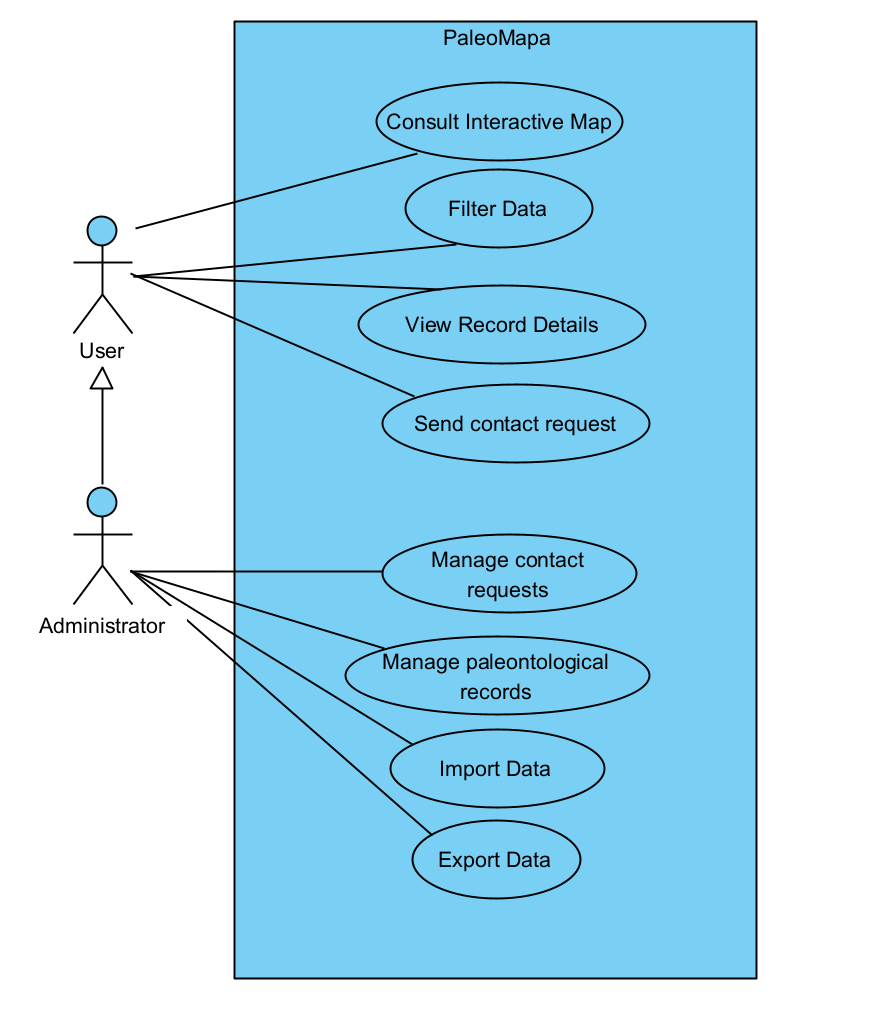 PaleoMapa
Consult Interactive Map
Filter Data
View Record Details
User
Send contact request
Manage contact
requests
Administrator
Manage paleontological
records
Import Data
Export Data